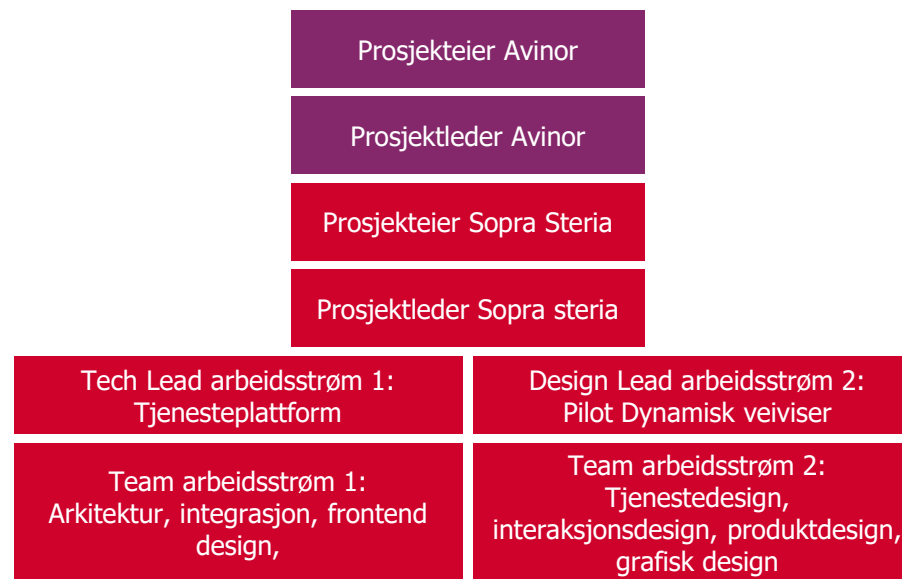 Prosjekteier Avinor
Prosjektleder Avinor
Prosjekteier Sopra Steria
Prosjektleder Sopra steria
Tech Lead arbeidsstrøm 1:
Tjenesteplattform
Design Lead arbeidsstrøm 2:
Pilot Dynamisk veiviser
Team arbeidsstrøm 1:
Arkitektur, integrasjon, frontend
design,
Team arbeidsstrøm 2:
Tjenestedesign,
interaksjonsdesign, produktdesign,
grafisk design